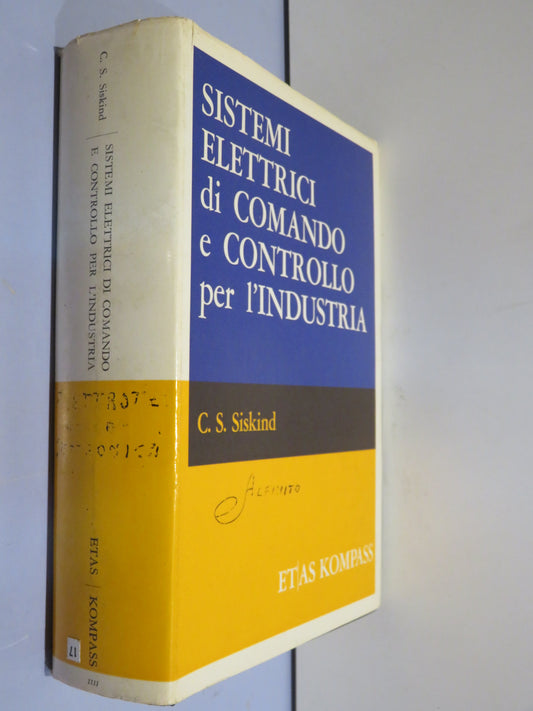 C. S. Siskind
SISTEMI ELETTRICI DI COMANDO
E CONTROLLO PER L'INDUSTRIA
ETAS KOMPASS
17
SISTEMI
ELETTRICI
di COMANDO
e CONTROLLO
per l'INDUSTRIA
C. S. Siskind
ETAS KOMPASS